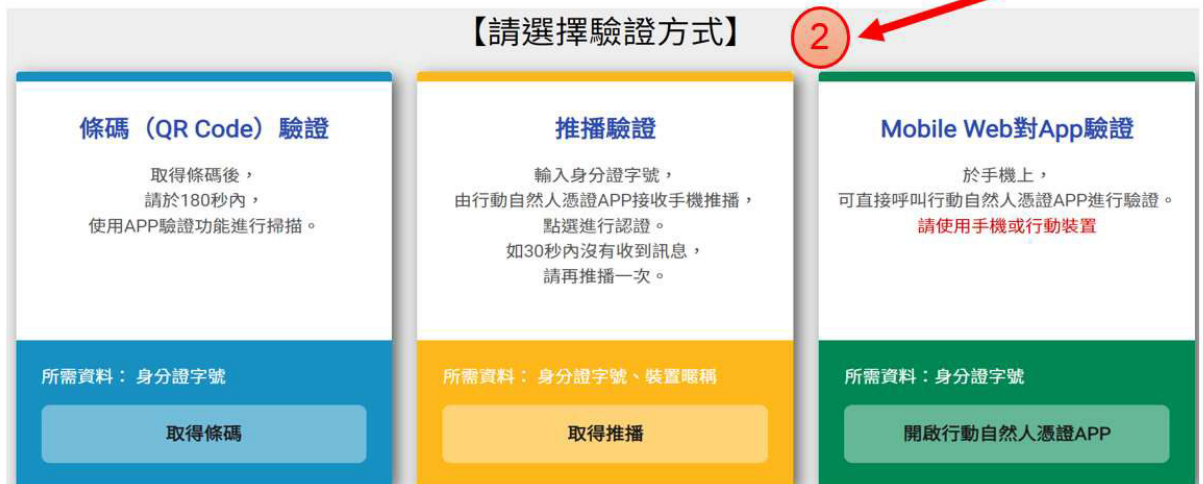 【請選擇驗證方式】
2
條碼（QR Code）驗證
取得條碼後，
請於180秒內，
使用APP驗證功能進行掃描。
所需資料： 身分證字號
取得條碼
推播驗證
輸入身分證字號，
由行動自然人憑證APP接收手機推播，
點選進行認證。
如30秒內沒有收到訊息，
請再推播一次。
所需資料： 身分證字號、裝置暱稱
取得推播
Mobile Web對App驗證
於手機上，
可直接呼叫行動自然人憑證APP進行驗證。
請使用手機或行動裝置
所需資料：身分證字號
開啟行動自然人憑證APP